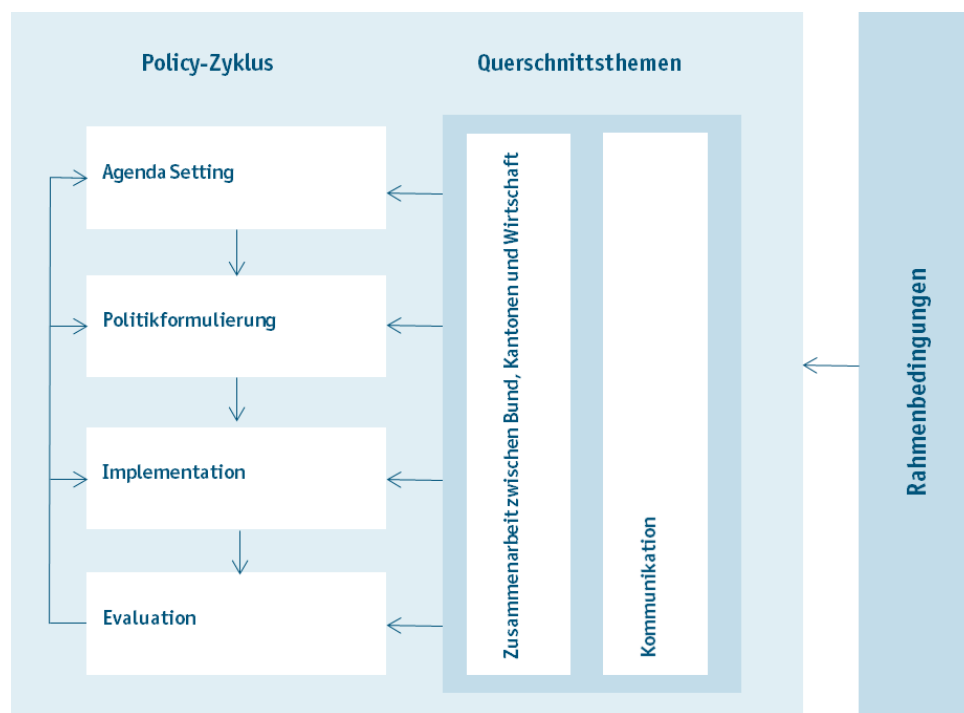 Policy-Zyklus
Querschnittsthemen
Agenda Setting
Politikformulierung
Implementation
Evaluation
Zusammenarbeit zwischen Bund, Kantonen und Wirtschaft
Kommunikation
Rahmenbedingungen